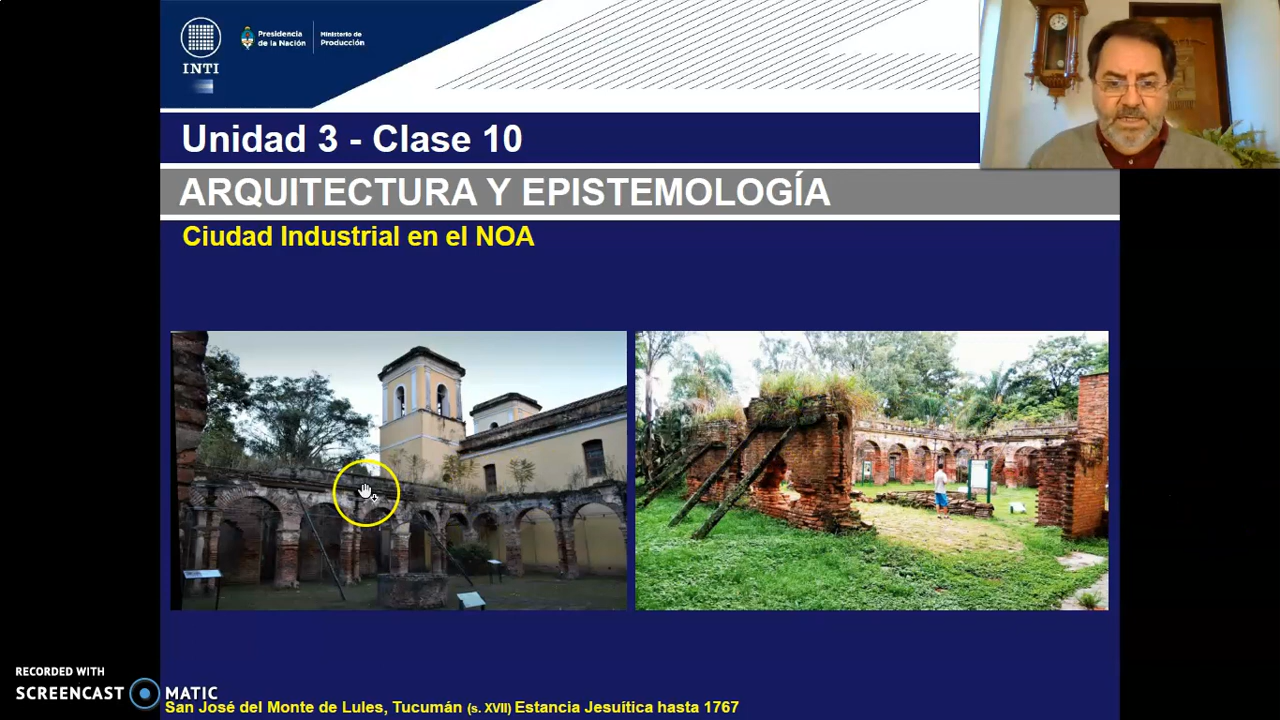 INTI
Presidencia
de la Nación
Ministerio de
Producción
Unidad 3 - Clase 10
ARQUITECTURA Y EPISTEMOLOGÍA
Ciudad Industrial en el NOA
RECORDED WITH
SCREENCAST MATIC
San José del Monte de Lules, Tucumán (s. XVII) Estancia Jesuítica hasta 1767